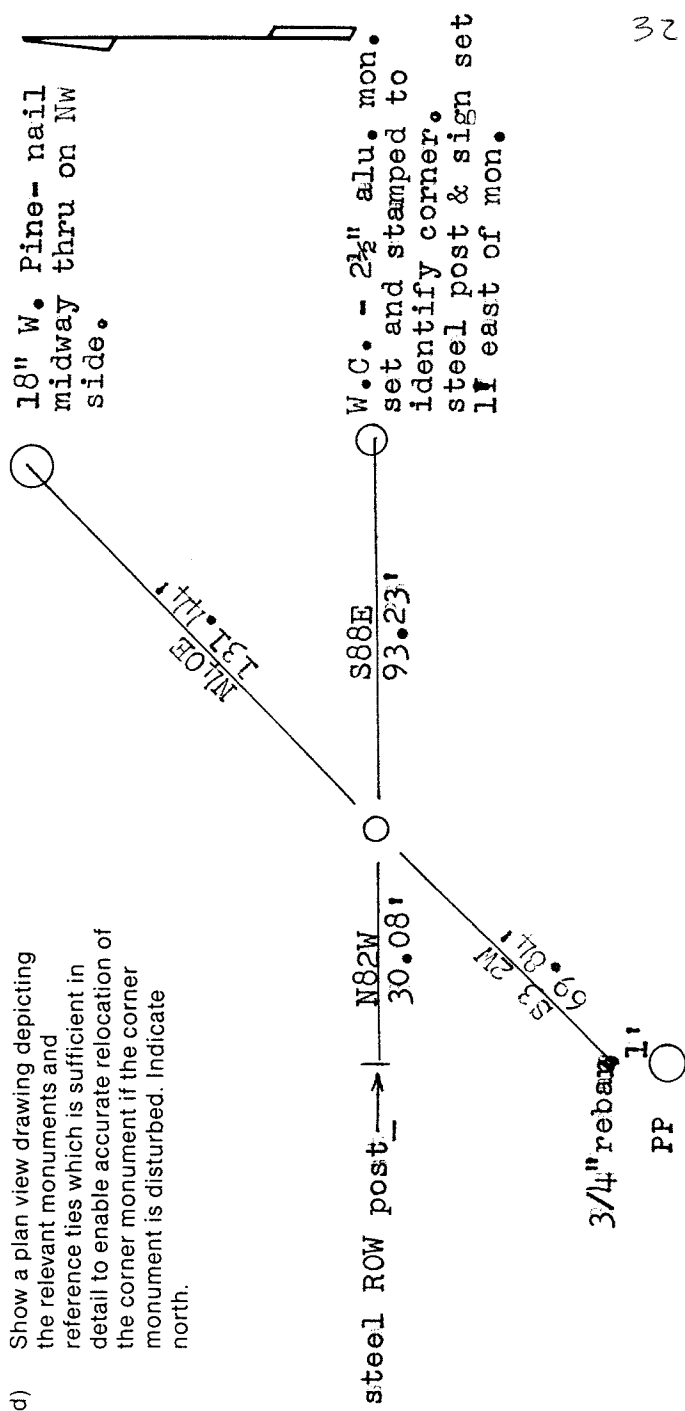 d) Show a plan view drawing depicting
the relevant monuments and
reference ties which is sufficient in
detail to enable accurate relocation of
the corner monument if the corner
monument is disturbed. Indicate
north.
18" W. Pine- nail
midway thru on NW
side.
N40E
131.44'
S88E
93.23'
W.C. - 2½" alu. mon.
set and stamped to
identify corner.
steel post & sign set
1' east of mon.
N82W
30.08'
steel ROW post
S32W
69.84'
3/4" rebar
1'
PP
32